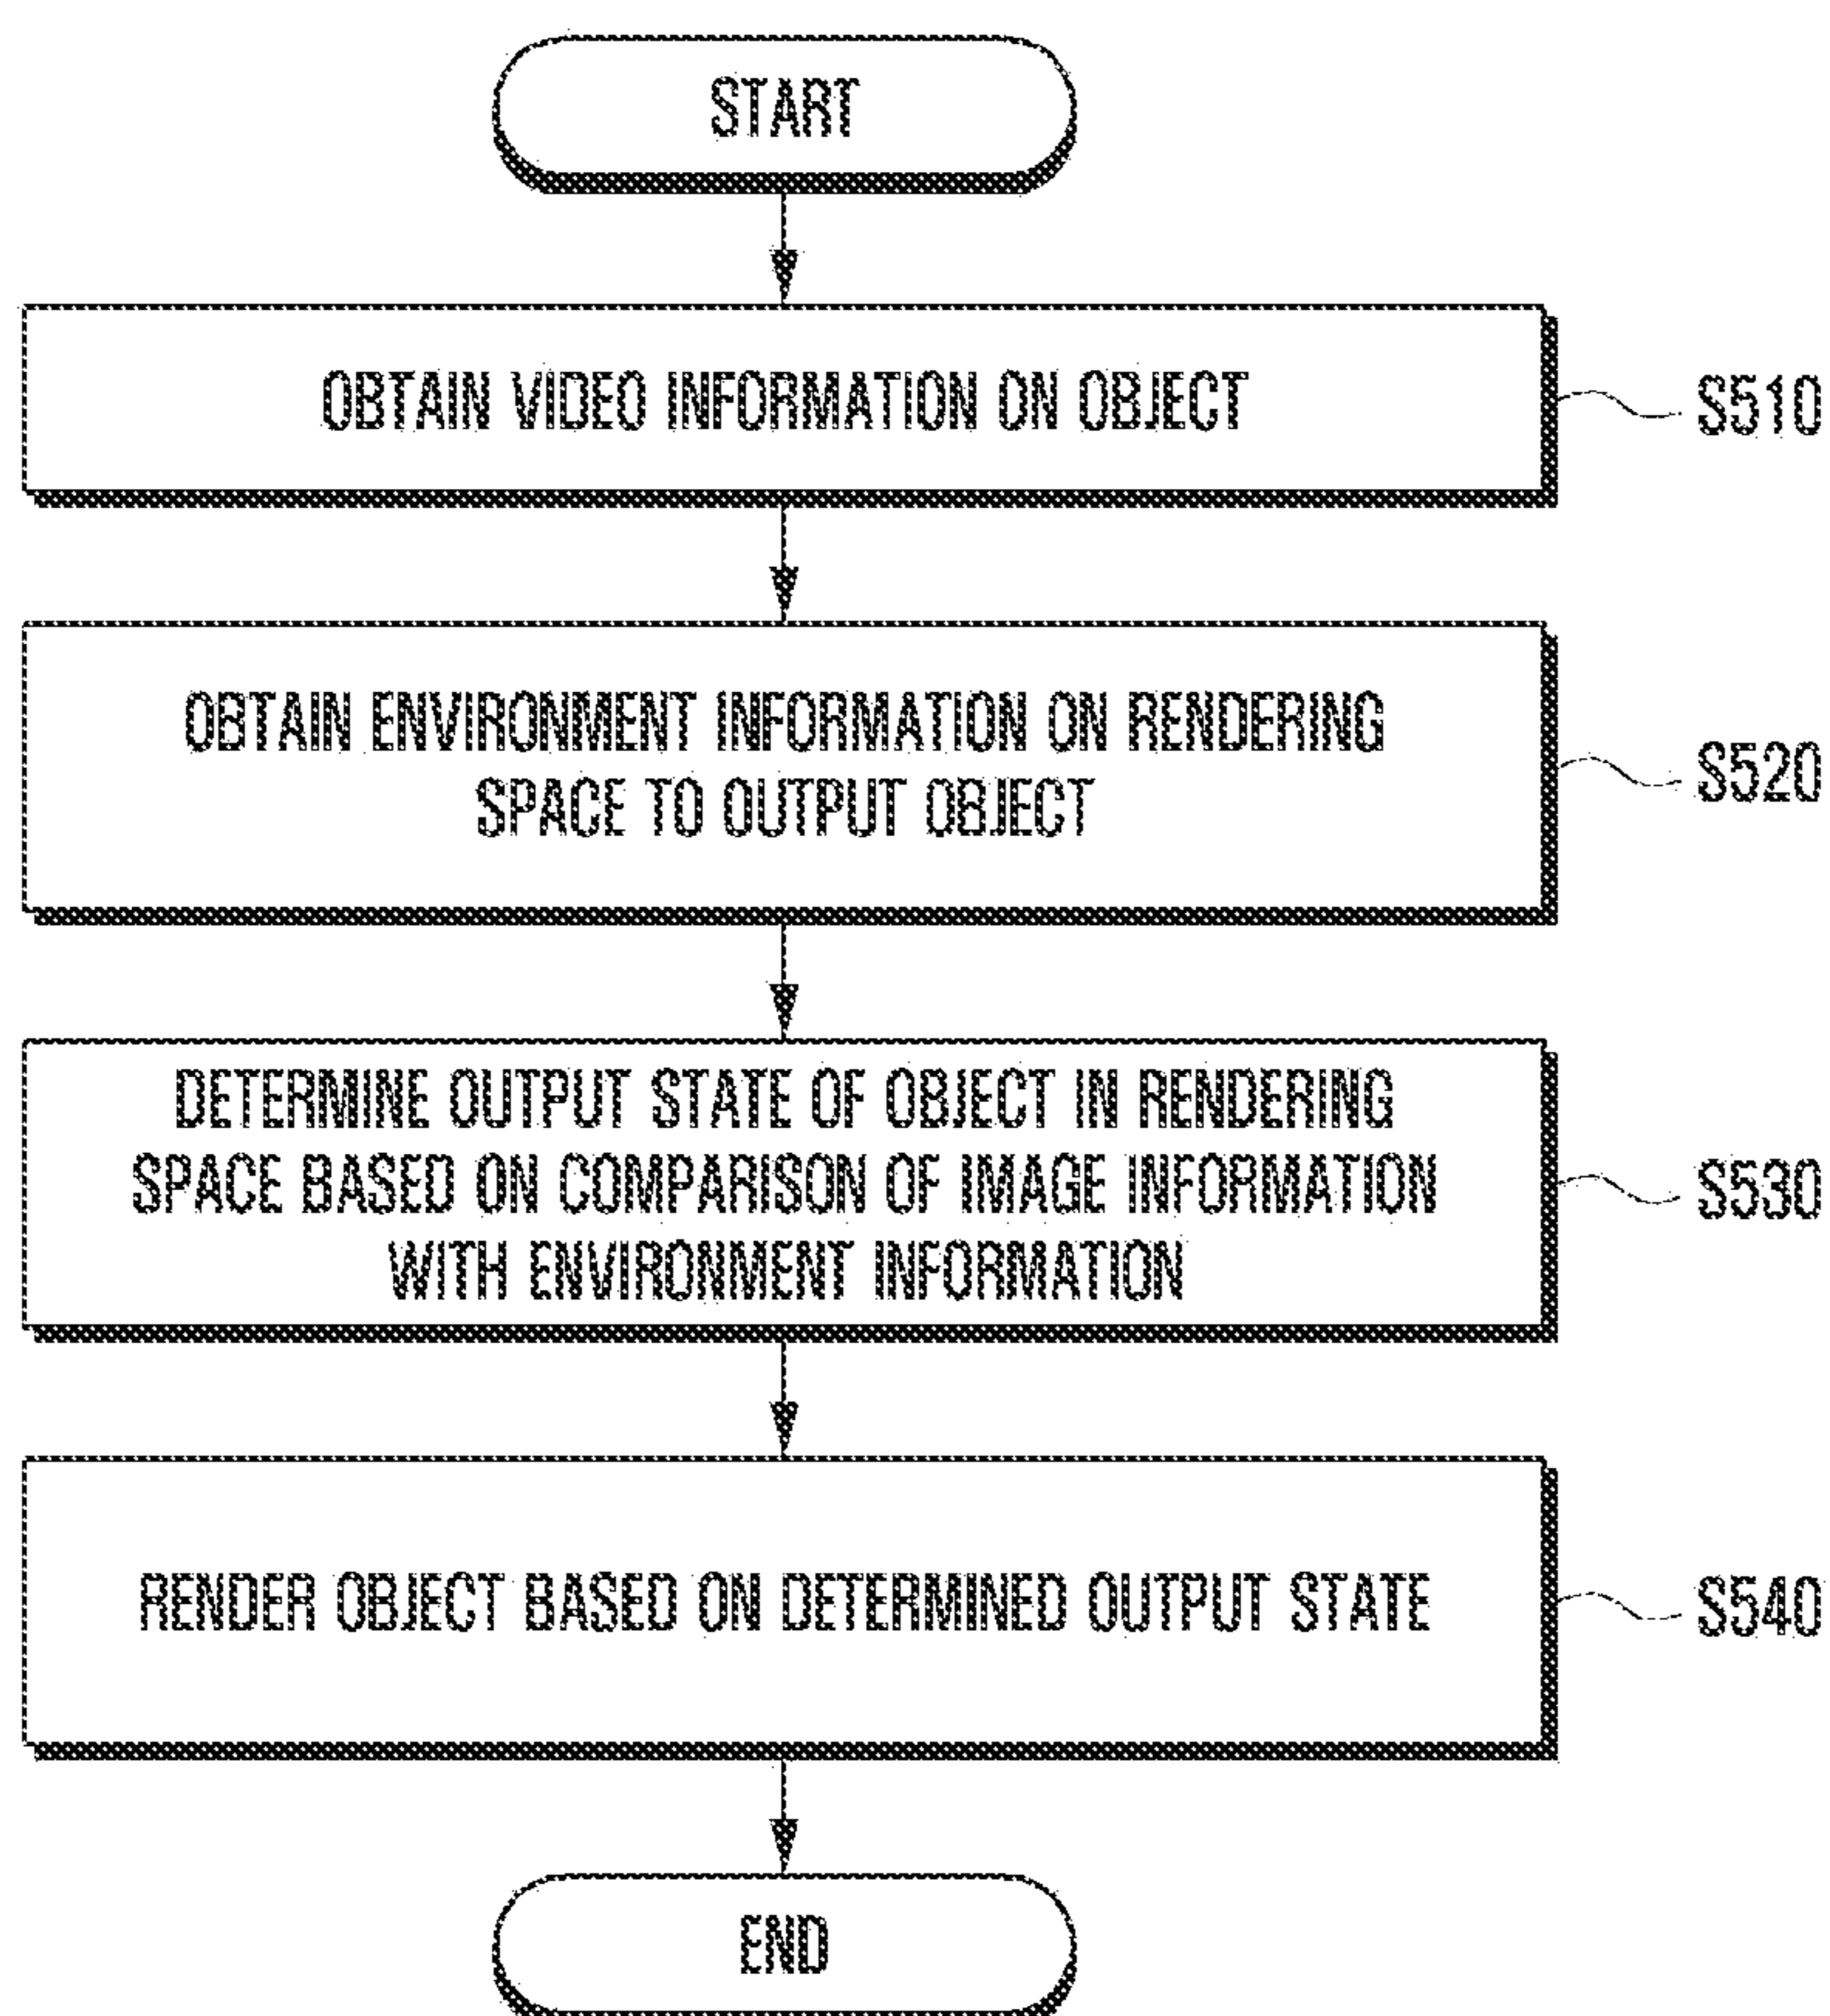 START
OBTAIN VIDEO INFORMATION ON OBJECT
S510
OBTAIN ENVIRONMENT INFORMATION ON RENDERING
SPACE TO OUTPUT OBJECT
S520
DETERMINE OUTPUT STATE OF OBJECT IN RENDERING
SPACE BASED ON COMPARISON OF IMAGE INFORMATION
WITH ENVIRONMENT INFORMATION
S530
RENDER OBJECT BASED ON DETERMINED OUTPUT STATE
S540
END